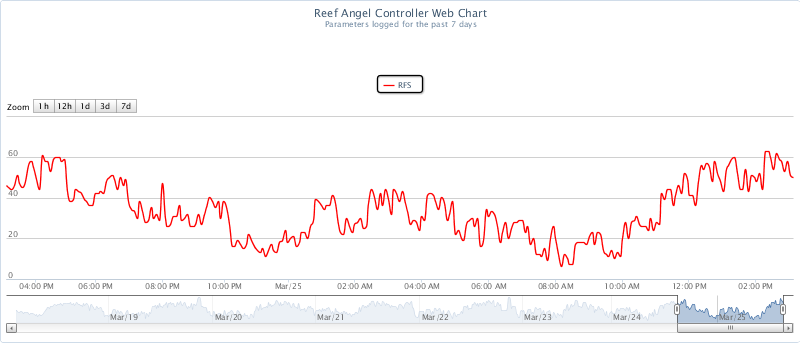 Reef Angel Controller Web Chart
Parameters logged for the past 7 days
RFS
Zoom 1h 12h 1d 3d 7d
60
40
20
0
04:00 PM 06:00 PM 08:00 PM 10:00 PM Mar/25 02:00 AM 04:00 AM 06:00 AM 08:00 AM 10:00 AM 12:00 PM 02:00 PM
Mar/19 Mar/20 Mar/21 Mar/22 Mar/23 Mar/24 Mar/25